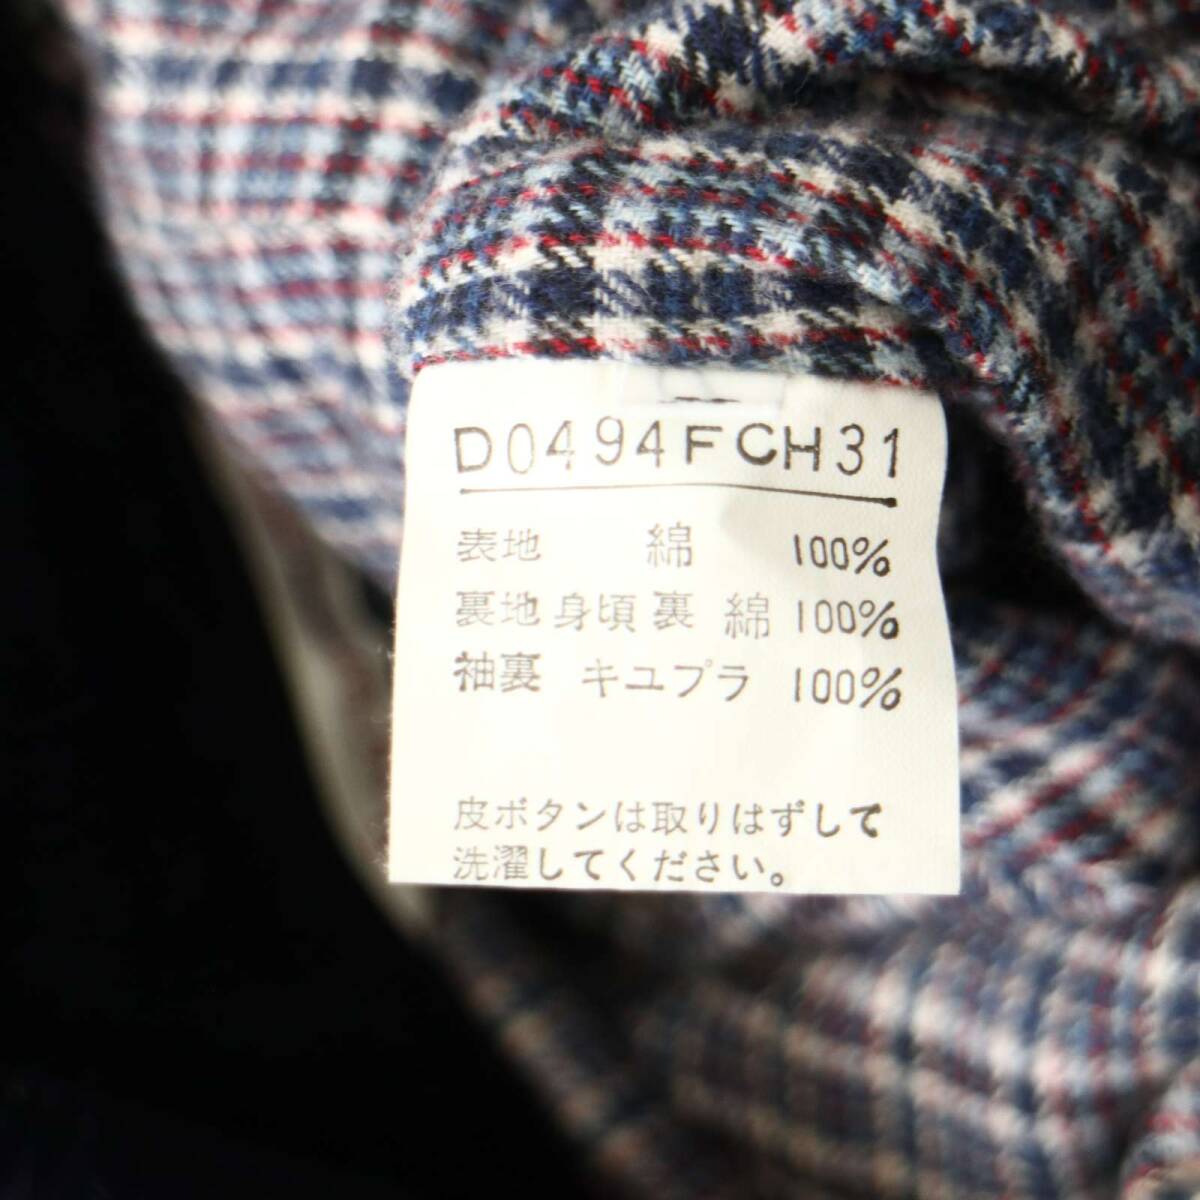 D0494FCH31
表地 綿 100%
裏地 身頃裏 綿 100%
袖裏 キユプラ 100%
皮ボタンは取りはずして
洗濯してください。